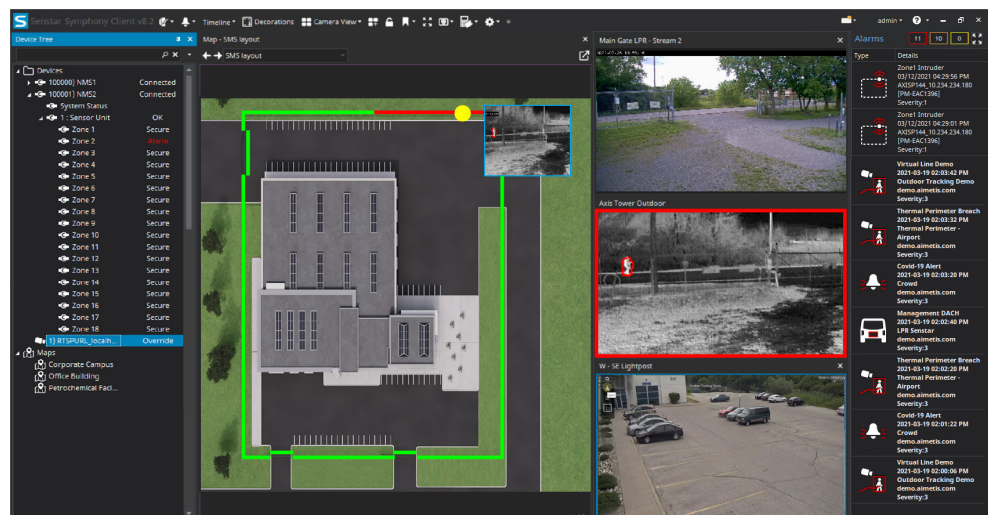 Senstar Symphony Client v8.2
Timeline
Decorations
Camera View
admin
Device Tree
Devices
100000) NMS1 Connected
100001) NMS2 Connected
System Status
1 : Sensor Unit OK
Zone 1 Secure
Zone 2 Alarm
Zone 3 Secure
Zone 4 Secure
Zone 5 Secure
Zone 6 Secure
Zone 7 Secure
Zone 8 Secure
Zone 9 Secure
Zone 10 Secure
Zone 11 Secure
Zone 12 Secure
Zone 13 Secure
Zone 14 Secure
Zone 15 Secure
Zone 16 Secure
Zone 17 Secure
Zone 18 Secure
1) RTSPURL_localh... Override
Maps
Corporate Campus
Office Building
Petrochemical Faci...
Map - SMS layout
SMS layout
Main Gate LPR - Stream 2
Axis Tower Outdoor
W - SE Lightpost
Alarms 11 10 0
Type Details
Zone1 Intruder
03/12/2021 04:29:56 PM
AXISP144_10.234.234.180
[PM-EAC1396]
Severity:1
Zone1 Intruder
03/12/2021 04:29:01 PM
AXISP144_10.234.234.180
[PM-EAC1396]
Severity:1
Virtual Line Demo
2021-03-19 02:03:42 PM
Outdoor Tracking Demo
demo.aimetis.com
Severity:3
Thermal Perimeter Breach
2021-03-19 02:03:32 PM
Thermal Perimeter -
Airport
demo.aimetis.com
Severity:3
Covid-19 Alert
2021-03-19 02:03:20 PM
Crowd
demo.aimetis.com
Severity:3
Management DACH
2021-03-19 02:02:40 PM
LPR Senstar
demo.aimetis.com
Severity:3
Thermal Perimeter Breach
2021-03-19 02:02:20 PM
Thermal Perimeter -
Airport
demo.aimetis.com
Severity:3
Covid-19 Alert
2021-03-19 02:01:22 PM
Crowd
demo.aimetis.com
Severity:3
Virtual Line Demo
2021-03-19 02:00:06 PM
Outdoor Tracking Demo
demo.aimetis.com
Severity:3